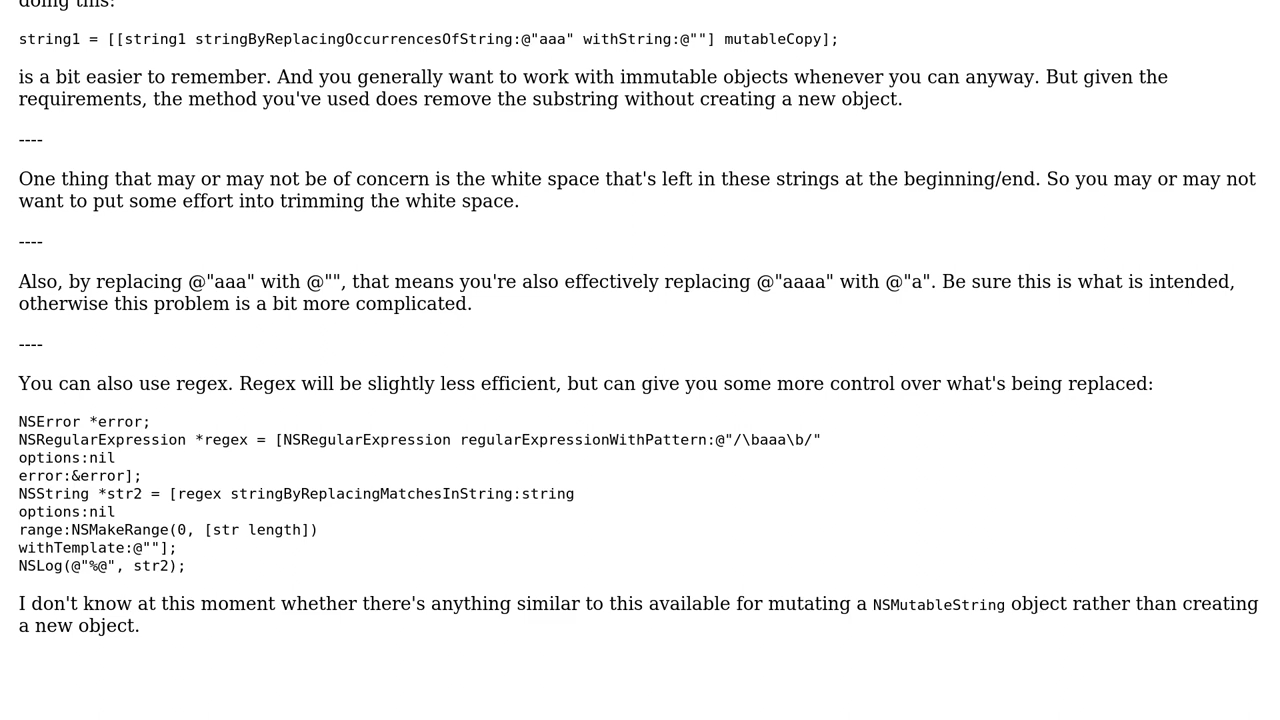 doing this:
string1 = [[string1 stringByReplacingOccurrencesOfString:@"aaa" withString:@""] mutableCopy];
is a bit easier to remember. And you generally want to work with immutable objects whenever you can anyway. But given the
requirements, the method you've used does remove the substring without creating a new object.
----
One thing that may or may not be of concern is the white space that's left in these strings at the beginning/end. So you may or may not
want to put some effort into trimming the white space.
----
Also, by replacing @"aaa" with @"", that means you're also effectively replacing @"aaaa" with @"a". Be sure this is what is intended,
otherwise this problem is a bit more complicated.
----
You can also use regex. Regex will be slightly less efficient, but can give you some more control over what's being replaced:
NSError *error;
NSRegularExpression *regex = [NSRegularExpression regularExpressionWithPattern:@"/\baaa\b/"
options:nil
error:&error];
NSString *str2 = [regex stringByReplacingMatchesInString:string
options:nil
range:NSMakeRange(0, [str length])
withTemplate:@""];
NSLog(@"%@", str2);
I don't know at this moment whether there's anything similar to this available for mutating a NSMutableString object rather than creating
a new object.